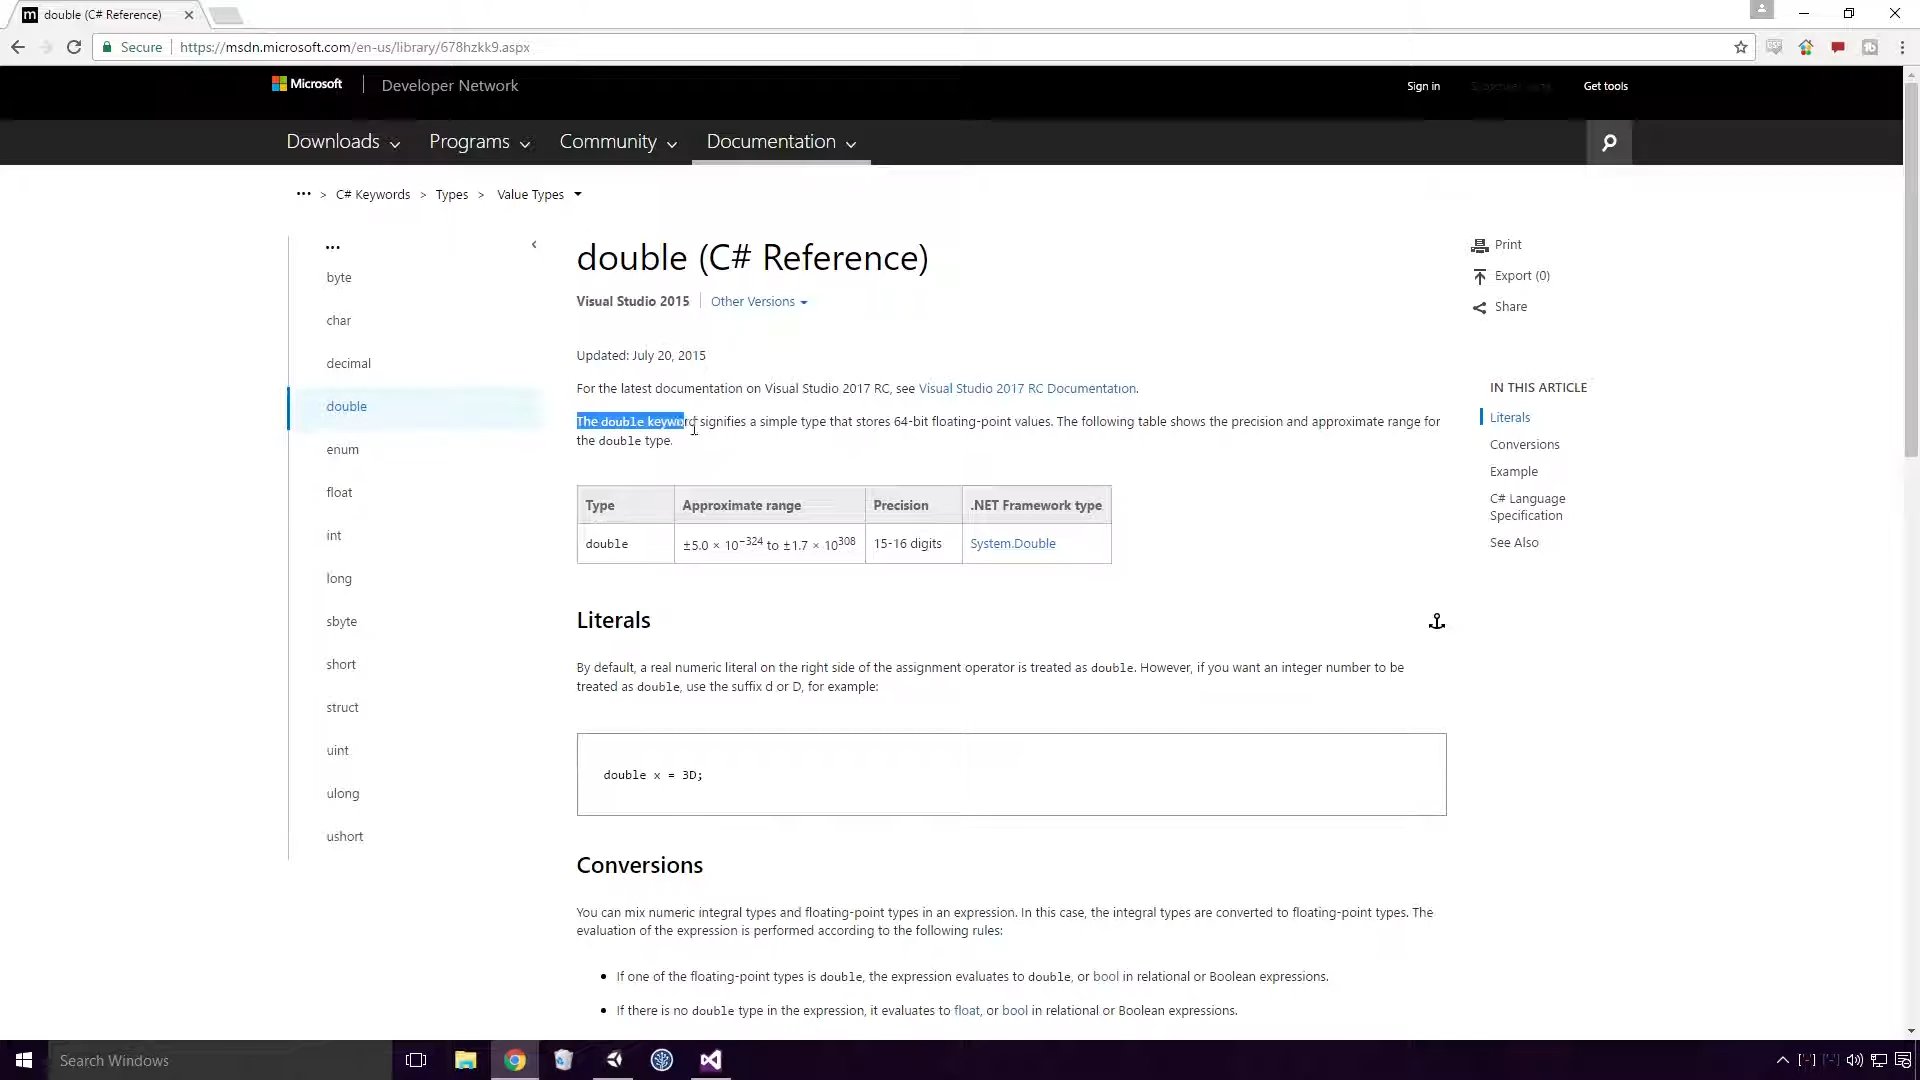 double (C# Reference)
Secure
https://msdn.microsoft.com/en-us/library/678hzkk9.aspx
Microsoft
Developer Network
Sign in
Get tools
Downloads
Programs
Community
Documentation
... > C# Keywords > Types > Value Types
...
byte
char
decimal
double
enum
float
int
long
sbyte
short
struct
uint
ulong
ushort
double (C# Reference)
Visual Studio 2015
Other Versions
Updated: July 20, 2015
For the latest documentation on Visual Studio 2017 RC, see Visual Studio 2017 RC Documentation.
The double keyword signifies a simple type that stores 64-bit floating-point values. The following table shows the precision and approximate range for
the double type.
Type Approximate range Precision .NET Framework type
double ±5.0 × 10⁻³²⁴ to ±1.7 × 10³⁰⁸ 15-16 digits System.Double
Literals
By default, a real numeric literal on the right side of the assignment operator is treated as double. However, if you want an integer number to be
treated as double, use the suffix d or D, for example:
double x = 3D;
Conversions
You can mix numeric integral types and floating-point types in an expression. In this case, the integral types are converted to floating-point types. The
evaluation of the expression is performed according to the following rules:
• If one of the floating-point types is double, the expression evaluates to double, or bool in relational or Boolean expressions.
• If there is no double type in the expression, it evaluates to float, or bool in relational or Boolean expressions.
Print
Export (0)
Share
IN THIS ARTICLE
Literals
Conversions
Example
C# Language
Specification
See Also
Search Windows